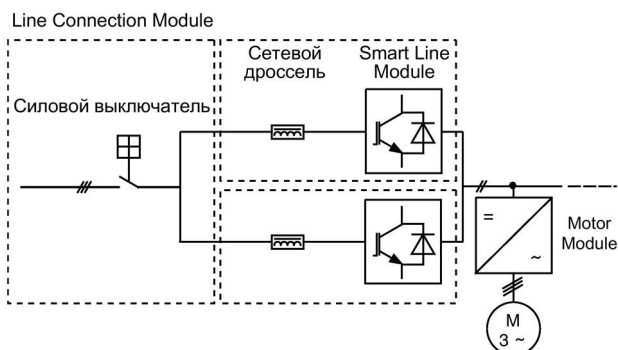 Line Connection Module
Сетевой
дроссель
Smart Line
Module
Силовой выключатель
=
~
Motor
Module
M
3 ~